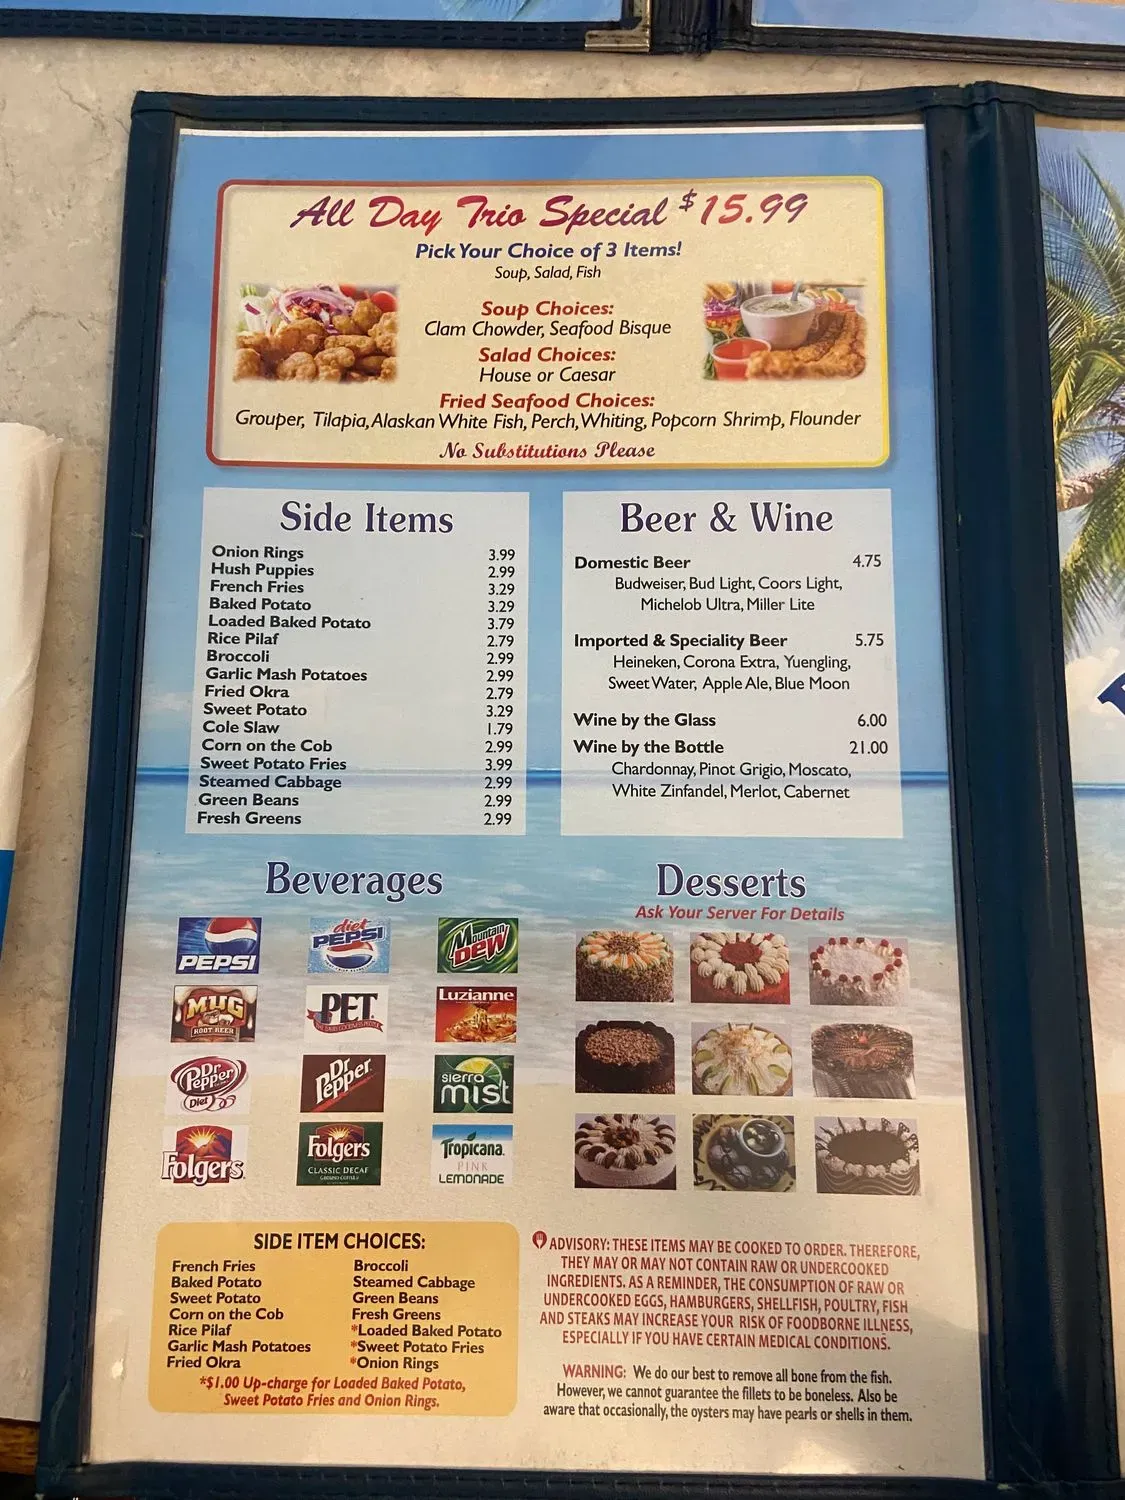 All Day Trio Special $15.99
Pick Your Choice of 3 Items!
Soup, Salad, Fish
Soup Choices:
Clam Chowder, Seafood Bisque
Salad Choices:
House or Caesar
Fried Seafood Choices:
Grouper, Tilapia, Alaskan White Fish, Perch, Whiting, Popcorn Shrimp, Flounder
No Substitutions Please
Side Items
Onion Rings 3.99
Hush Puppies 2.99
French Fries 3.29
Baked Potato 3.29
Loaded Baked Potato 3.79
Rice Pilaf 2.79
Broccoli 2.99
Garlic Mash Potatoes 2.99
Fried Okra 2.79
Sweet Potato 3.29
Cole Slaw 1.79
Corn on the Cob 2.99
Sweet Potato Fries 3.99
Steamed Cabbage 2.99
Green Beans 2.99
Fresh Greens 2.99
Beer & Wine
Domestic Beer 4.75
Budweiser, Bud Light, Coors Light,
Michelob Ultra, Miller Lite
Imported & Speciality Beer 5.75
Heineken, Corona Extra, Yuengling,
Sweet Water, Apple Ale, Blue Moon
Wine by the Glass 6.00
Wine by the Bottle 21.00
Chardonnay, Pinot Grigio, Moscato,
White Zinfandel, Merlot, Cabernet
Beverages
PEPSI
diet
PEPSI
Mountain
DEW
MUG
ROOT BEER
PET
Luzianne
Dr
Pepper
Diet
Dr
Pepper
sierra
mist
Folgers
Folgers
CLASSIC DECAF
Tropicana
PINK
LEMONADE
Desserts
Ask Your Server For Details
SIDE ITEM CHOICES:
French Fries
Baked Potato
Sweet Potato
Corn on the Cob
Rice Pilaf
Garlic Mash Potatoes
Fried Okra
Broccoli
Steamed Cabbage
Green Beans
Fresh Greens
*Loaded Baked Potato
*Sweet Potato Fries
*Onion Rings
*$1.00 Up-charge for Loaded Baked Potato,
Sweet Potato Fries and Onion Rings.
ADVISORY: THESE ITEMS MAY BE COOKED TO ORDER. THEREFORE,
THEY MAY OR MAY NOT CONTAIN RAW OR UNDERCOOKED
INGREDIENTS. AS A REMINDER, THE CONSUMPTION OF RAW OR
UNDERCOOKED EGGS, HAMBURGERS, SHELLFISH, POULTRY, FISH
AND STEAKS MAY INCREASE YOUR RISK OF FOODBORNE ILLNESS,
ESPECIALLY IF YOU HAVE CERTAIN MEDICAL CONDITIONS.
WARNING: We do our best to remove all bone from the fish.
However, we cannot guarantee the fillets to be boneless. Also be
aware that occasionally, the oysters may have pearls or shells in them.